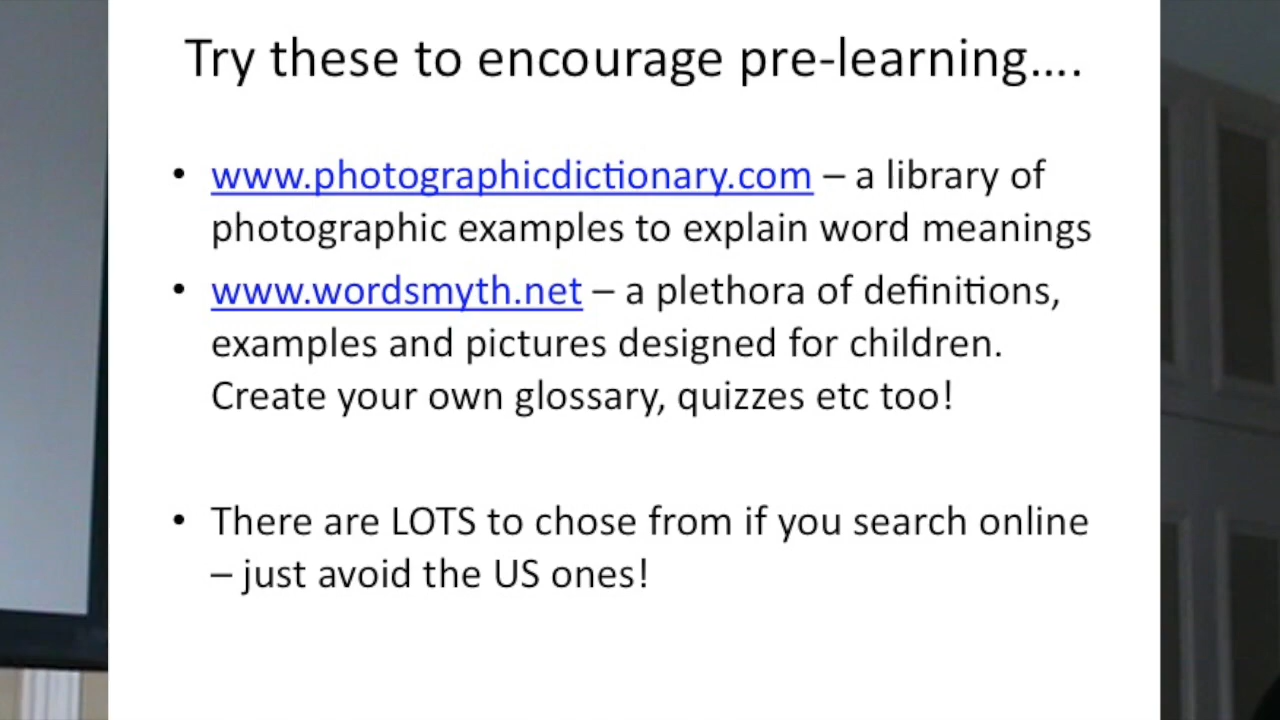 Try these to encourage pre-learning....
• www.photographicdictionary.com – a library of
photographic examples to explain word meanings
• www.wordsmyth.net – a plethora of definitions,
examples and pictures designed for children.
Create your own glossary, quizzes etc too!
• There are LOTS to chose from if you search online
– just avoid the US ones!